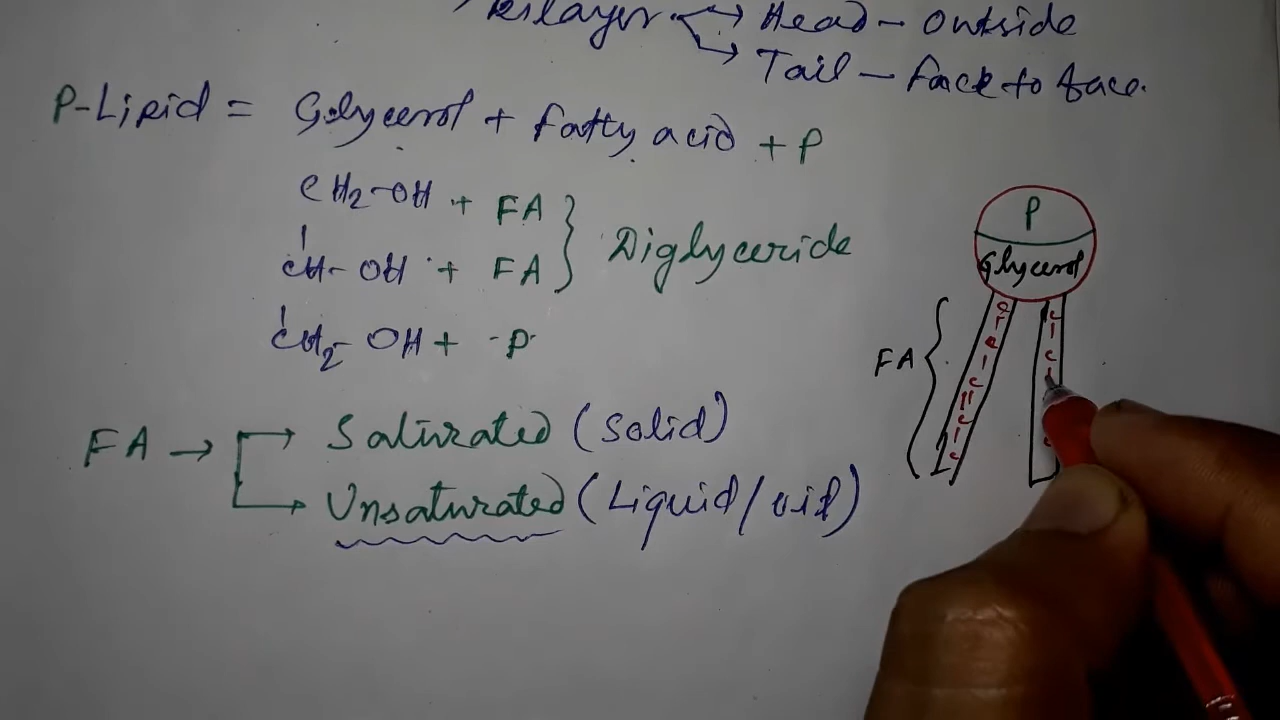 Bilayer → Head - Outside
→ Tail - face to face.
P-Lipid = Glycerol + fatty acid + P
CH2-OH + FA
CH-OH + FA } Diglyceride
CH2-OH + P
FA → Saturated (Solid)
→ Unsaturated (Liquid/oil)
P
Glycerol
FA {